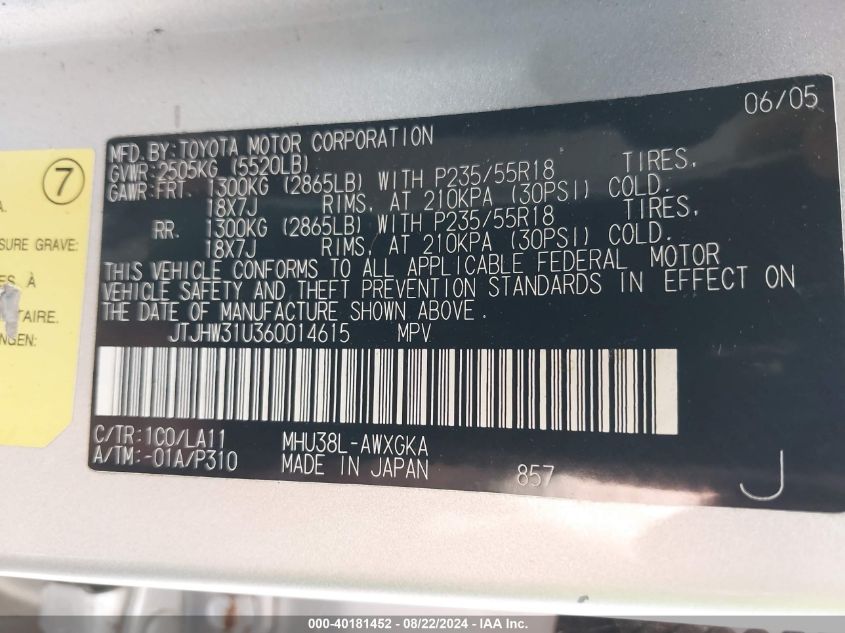 06/05
MFD.BY:TOYOTA MOTOR CORPORATION
GVWR:2505KG (5520LB)
GAWR:FRT. 1300KG (2865LB) WITH P235/55R18 TIRES,
18X7J RIMS, AT 210KPA (30PSI) COLD.
RR. 1300KG (2865LB) WITH P235/55R18 TIRES,
18X7J RIMS, AT 210KPA (30PSI) COLD.
THIS VEHICLE CONFORMS TO ALL APPLICABLE FEDERAL MOTOR
VEHICLE SAFETY AND THEFT PREVENTION STANDARDS IN EFFECT ON
THE DATE OF MANUFACTURE SHOWN ABOVE.
JTJHW31U360014615 MPV
C/TR:1C0/LA11 MHU38L-AWXGKA
A/TM:-01A/P310 MADE IN JAPAN 857 J
7
A.
SURE GRAVE:
ES À
TAIRE.
NGEN:
000-40181452 - 08/22/2024 - IAA Inc.